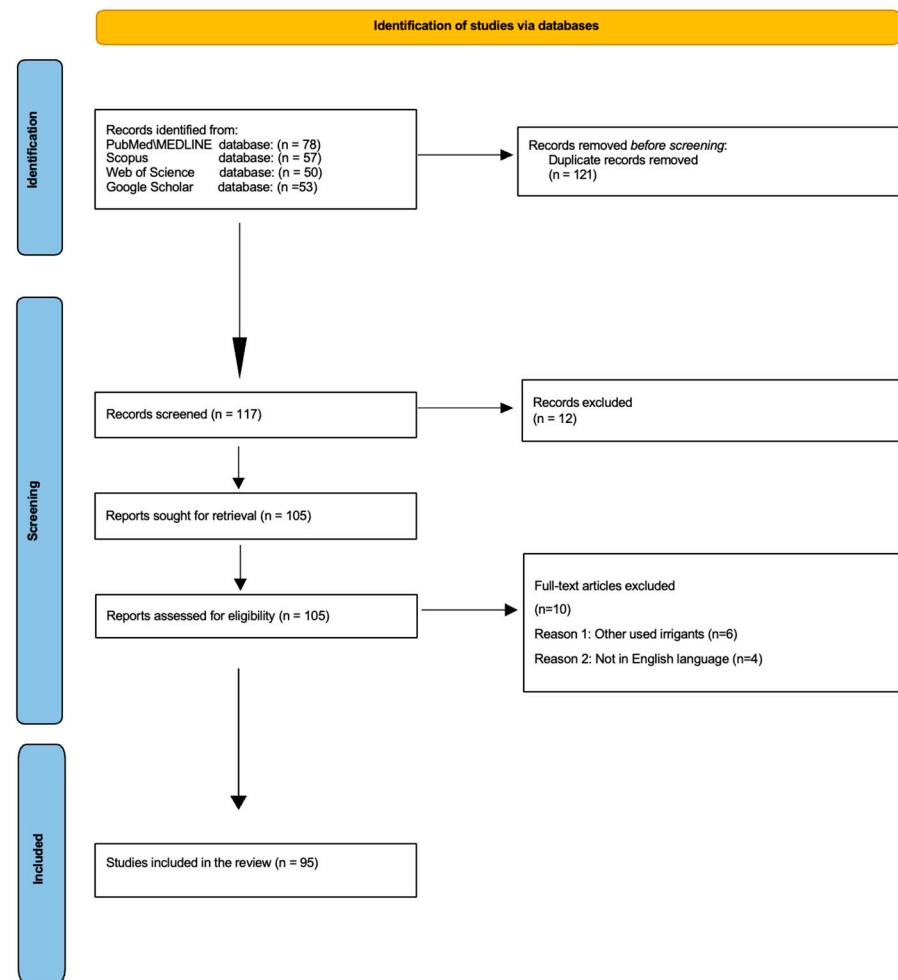 Identification of studies via databases
Identification
Records identified from:
PubMed\MEDLINE database: (n = 78)
Scopus database: (n = 57)
Web of Science database: (n = 50)
Google Scholar database: (n =53)
Records removed before screening:
Duplicate records removed
(n = 121)
Screening
Records screened (n = 117)
Records excluded
(n = 12)
Reports sought for retrieval (n = 105)
Reports assessed for eligibility (n = 105)
Full-text articles excluded
(n=10)
Reason 1: Other used irrigants (n=6)
Reason 2: Not in English language (n=4)
Included
Studies included in the review (n = 95)